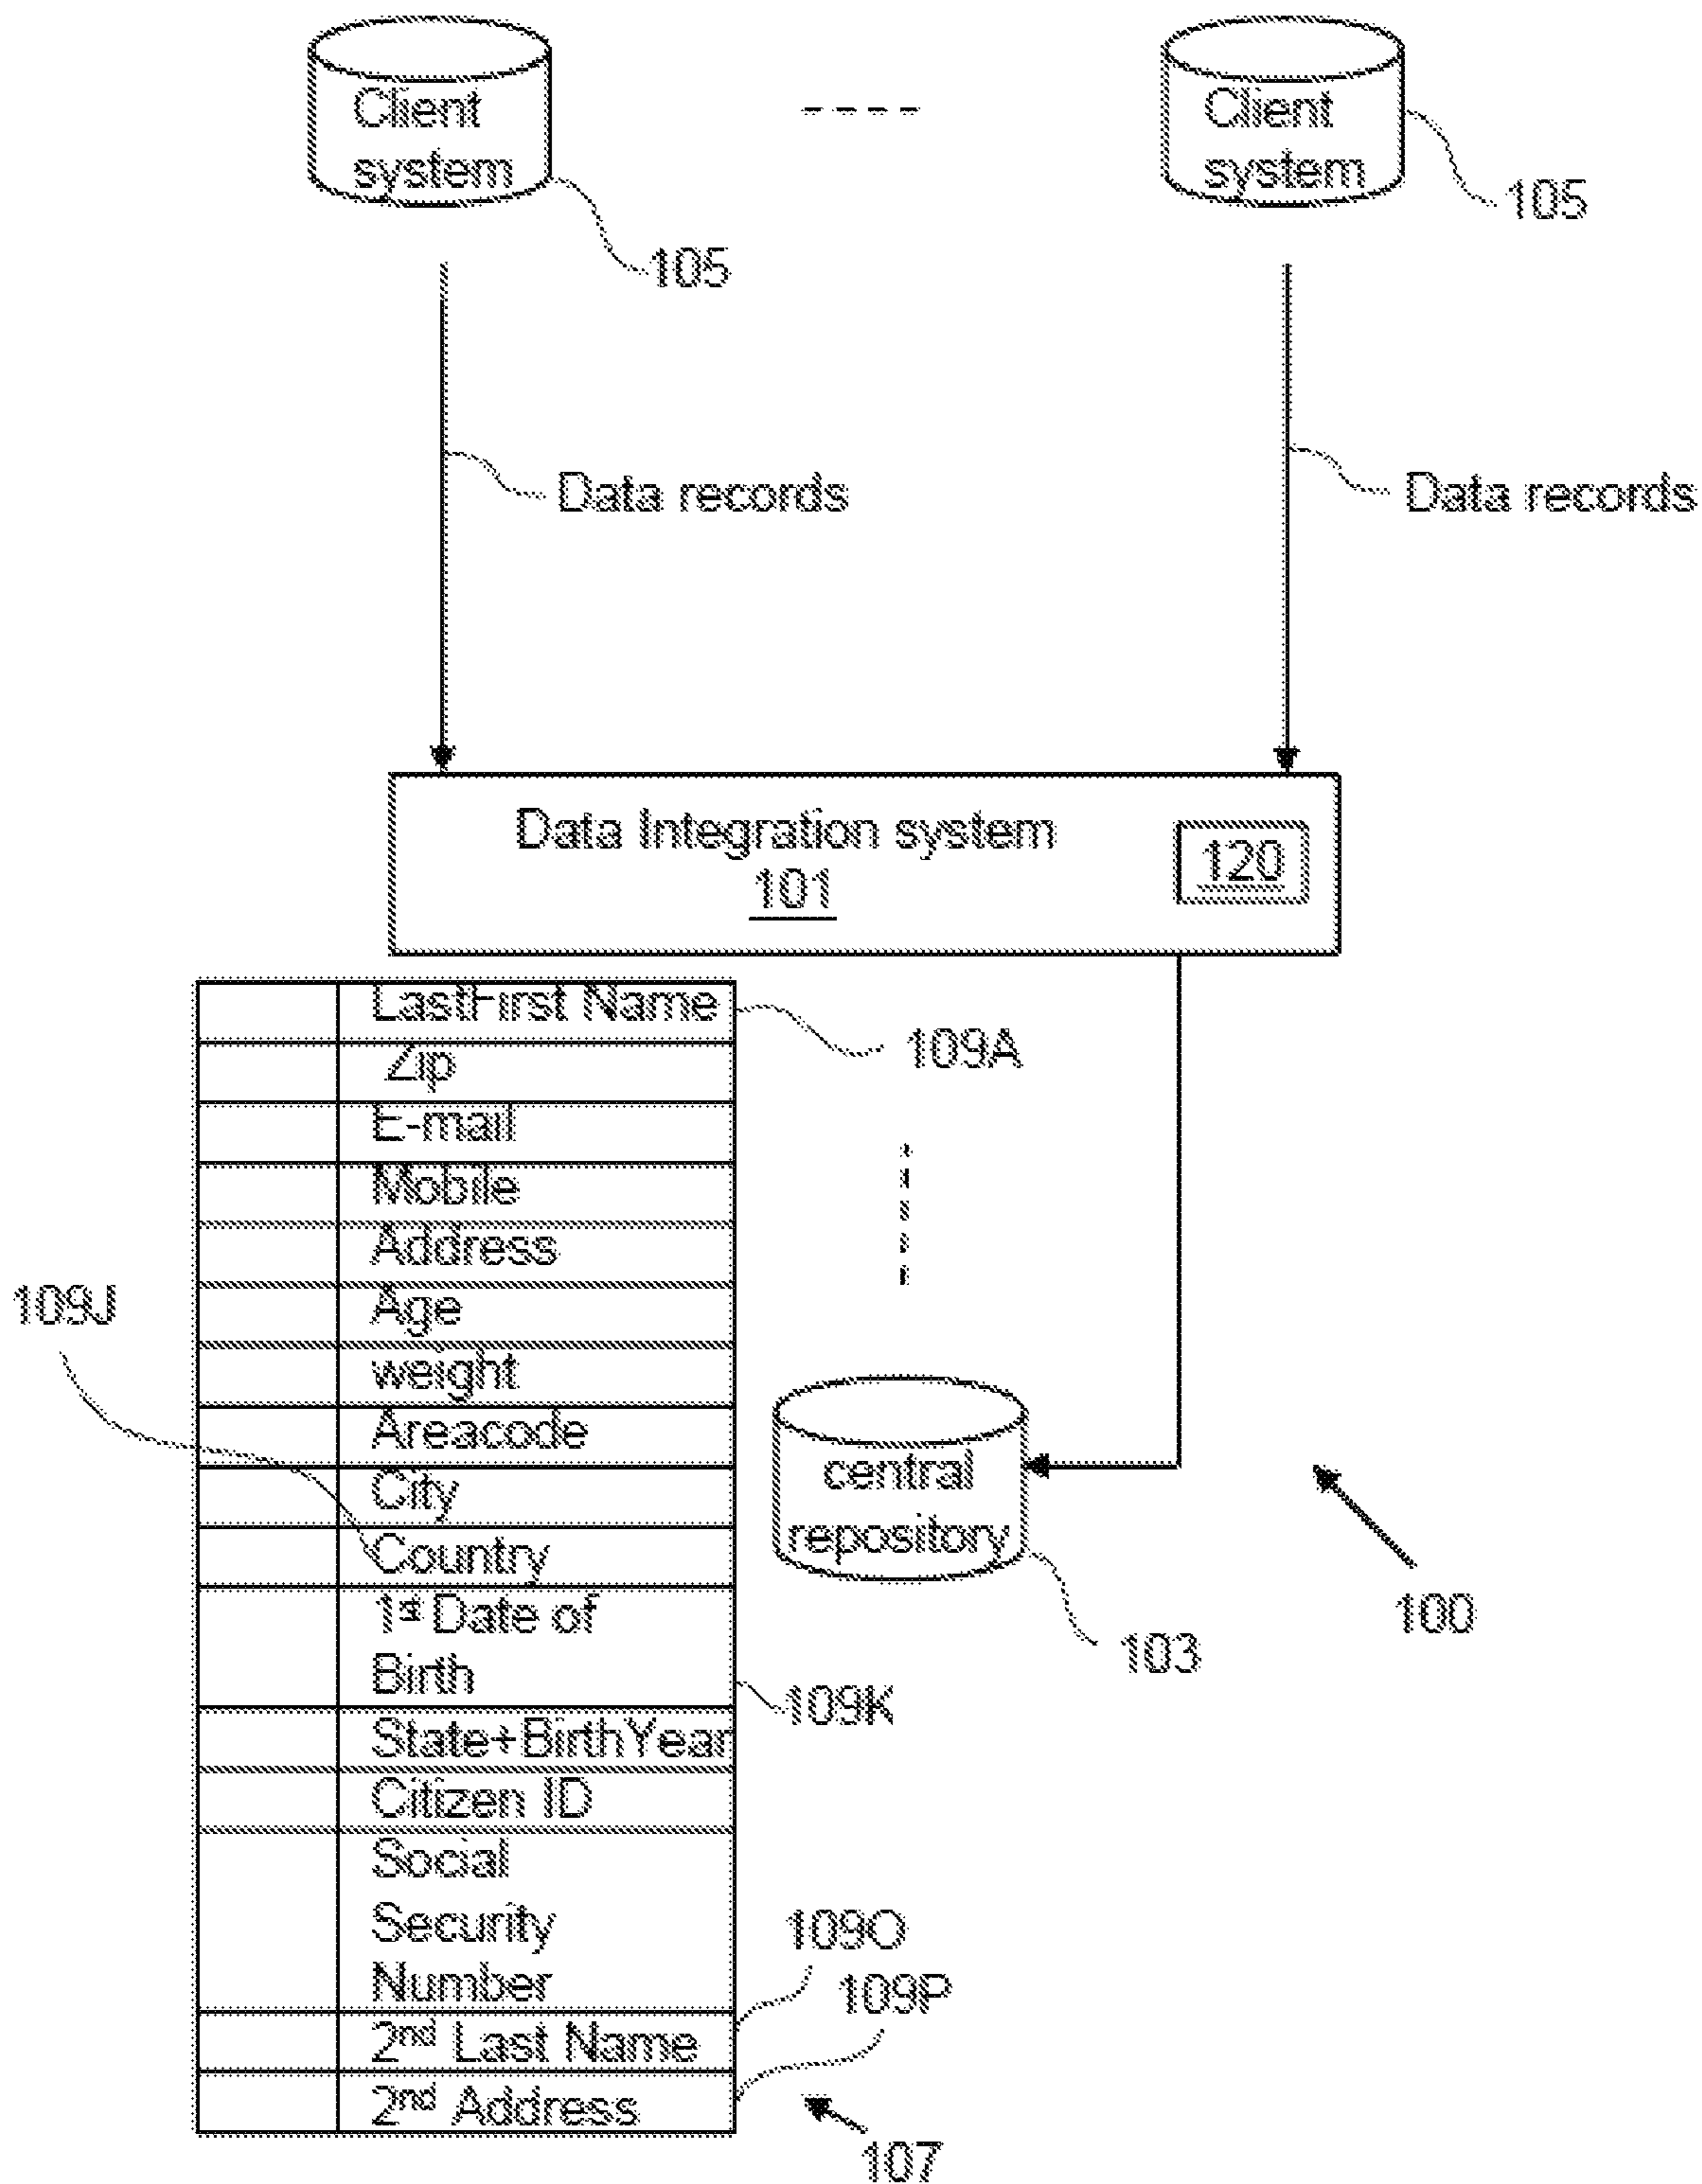 Client
system
105
Client
system
105
Data records
Data records
Data Integration system
101
120
LastFirst Name
109A
Zip
E-mail
Mobile
Address
Age
109J
weight
Areacode
City
Country
1st Date of
Birth
109K
central
repository
103
100
State+BirthYear
Citizen ID
Social
Security
Number
109O
109P
2nd Last Name
2nd Address
107